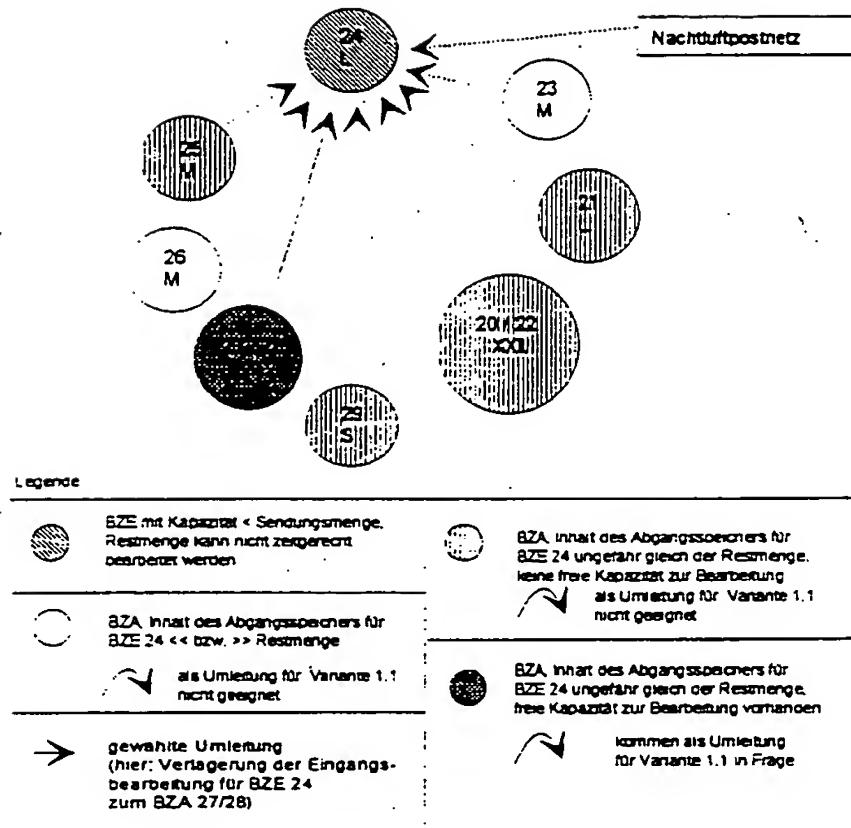 Nachtluftpostnetz
24
23
M
M
21
L
26
M
20 / 22
XXL
S
Legende
BZE mit Kapazität < Sendungsmenge,
Restmenge kann nicht zeitgerecht
bearbeitet werden
BZA, Inhalt des Abgangsspeichers für
BZE 24 << bzw. >> Restmenge
als Umleitung für Variante 1.1
nicht geeignet
gewählte Umleitung
(hier: Verlagerung der Eingangs-
bearbeitung für BZE 24
zum BZA 27/28)
BZA, Inhalt des Abgangsspeichers für
BZE 24 ungefähr gleich der Restmenge,
keine freie Kapazität zur Bearbeitung
als Umleitung für Variante 1.1
nicht geeignet
BZA, Inhalt des Abgangsspeichers für
BZE 24 ungefähr gleich der Restmenge,
freie Kapazität zur Bearbeitung vorhanden
kommen als Umleitung
für Variante 1.1 in Frage